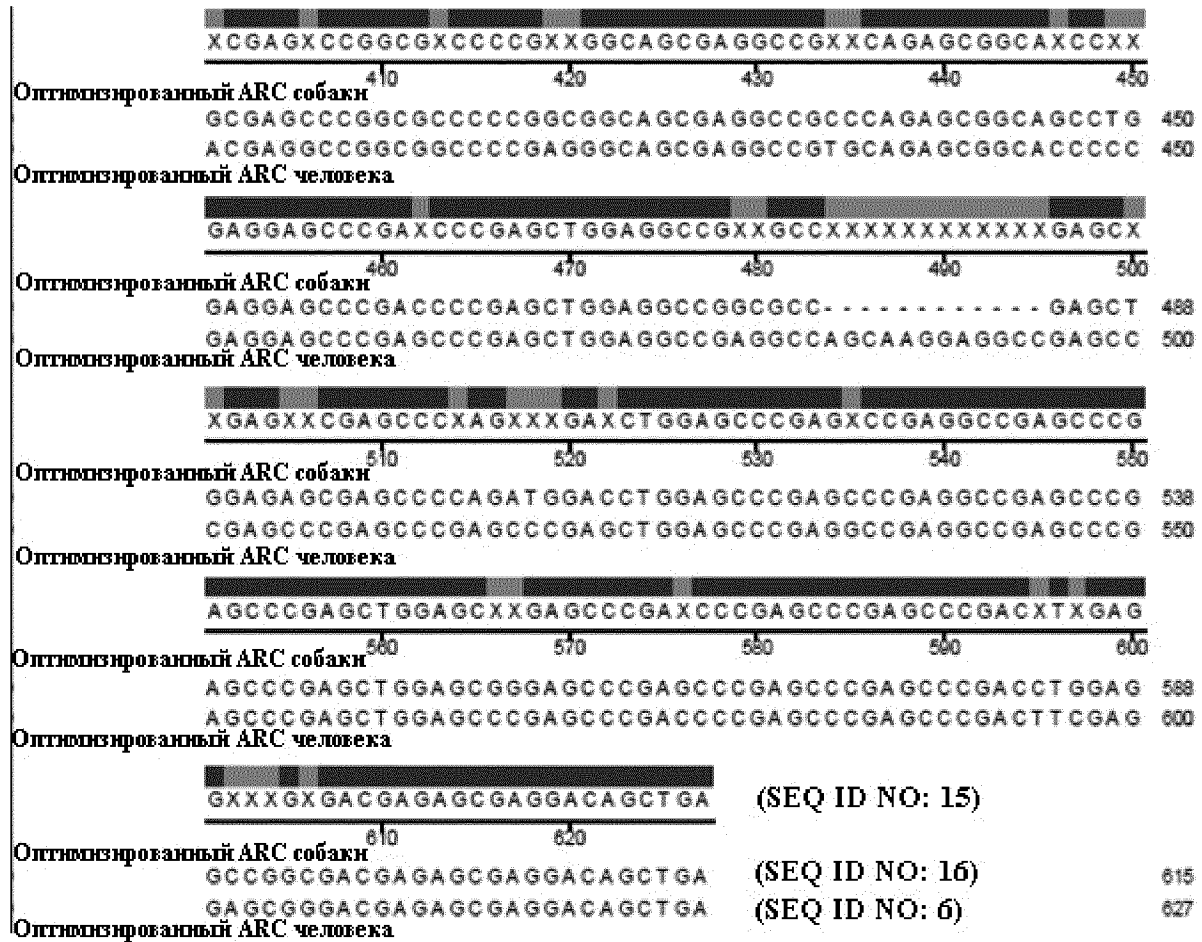 XCGAGXCCGGCGXCCCCGXXGGCAGCGAGGCCGXXCAGAGCGGCAXCCXX
410 420 430 440 450
Оптимизированный ARC собаки
GCGAGCCCGGCGCCCCCGGCGGCAGCGAGGCCGCCCAGAGCGGCAGCCTG 450
ACGAGGCCGGCGGCCCCGAGGGCAGCGAGGCCGTGCAGAGCGGCACCCCC 450
Оптимизированный ARC человека
GAGGAGCCCGAXCCCGAGCTGGAGGCCGXXGCCXXXXXXXXXXXXGAGCX
460 470 480 490 500
Оптимизированный ARC собаки
GAGGAGCCCGACCCCGAGCTGGAGGCCGGCGCC------------GAGCT 488
GAGGAGCCCGAGCCCGAGCTGGAGGCCGAGGCCAGCAAGGAGGCCGAGCC 500
Оптимизированный ARC человека
XGAGXXCGAGCCCXAGXXXGAXCTGGAGCCCGAGXCCGAGGCCGAGCCCG
510 520 530 540 550
Оптимизированный ARC собаки
GGAGAGCGAGCCCCAGATGGACCTGGAGCCCGAGCCCGAGGCCGAGCCCG 538
CGAGCCCGAGCCCGAGCCCGAGCTGGAGCCCGAGGCCGAGGCCGAGCCCG 550
Оптимизированный ARC человека
AGCCCGAGCTGGAGCXXGAGCCCGAXCCCGAGCCCGAGCCCGACXTXGAG
560 570 580 590 600
Оптимизированный ARC собаки
AGCCCGAGCTGGAGCGGGAGCCCGAGCCCGAGCCCGAGCCCGACCTGGAG 588
AGCCCGAGCTGGAGCCCGAGCCCGACCCCGAGCCCGAGCCCGACTTCGAG 600
Оптимизированный ARC человека
GXXXGXGACGAGAGCGAGGACAGCTGA (SEQ ID NO: 15)
610 620
Оптимизированный ARC собаки
GCCGGCGACGAGAGCGAGGACAGCTGA (SEQ ID NO: 16) 615
GAGCGGGACGAGAGCGAGGACAGCTGA (SEQ ID NO: 6) 627
Оптимизированный ARC человека